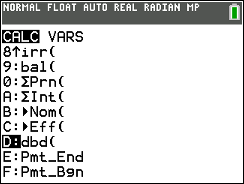 NORMAL FLOAT AUTO REAL RADIAN MP
CALC VARS
8↑irr(
9:bal(
0:ΣPrn(
A:ΣInt(
B:▶Nom(
C:▶Eff(
D:dbd(
E:Pmt_End
F:Pmt_Bgn